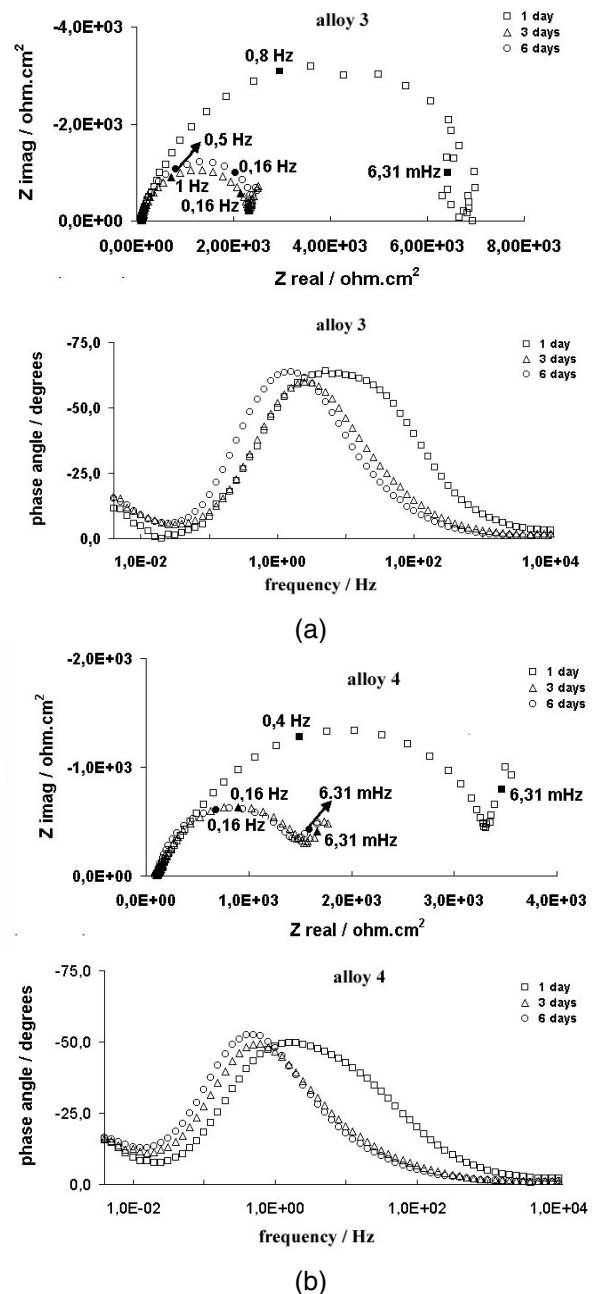 alloy 3
1 day
3 days
6 days
-4,0E+03
-2,0E+03
0,0E+00
Z imag / ohm.cm²
0,8 Hz
0,5 Hz
1 Hz
0,16 Hz
0,16 Hz
6,31 mHz
0,00E+00 2,00E+03 4,00E+03 6,00E+03 8,00E+03
Z real / ohm.cm²
alloy 3
1 day
3 days
6 days
-75,0
-50,0
-25,0
0,0
phase angle / degrees
1,0E-02 1,0E+00 1,0E+02 1,0E+04
frequency / Hz
(a)
alloy 4
1 day
3 days
6 days
-2,0E+03
-1,0E+03
0,0E+00
Z imag / ohm.cm²
0,4 Hz
0,16 Hz
0,16 Hz
6.31 mHz
6,31 mHz
6,31 mHz
0,0E+00 1,0E+03 2,0E+03 3,0E+03 4,0E+03
Z real / ohm.cm²
alloy 4
1 day
3 days
6 days
-75,0
-50,0
-25,0
0,0
phase angle / degrees
1,0E-02 1,0E+00 1,0E+02 1,0E+04
frequency / Hz
(b)